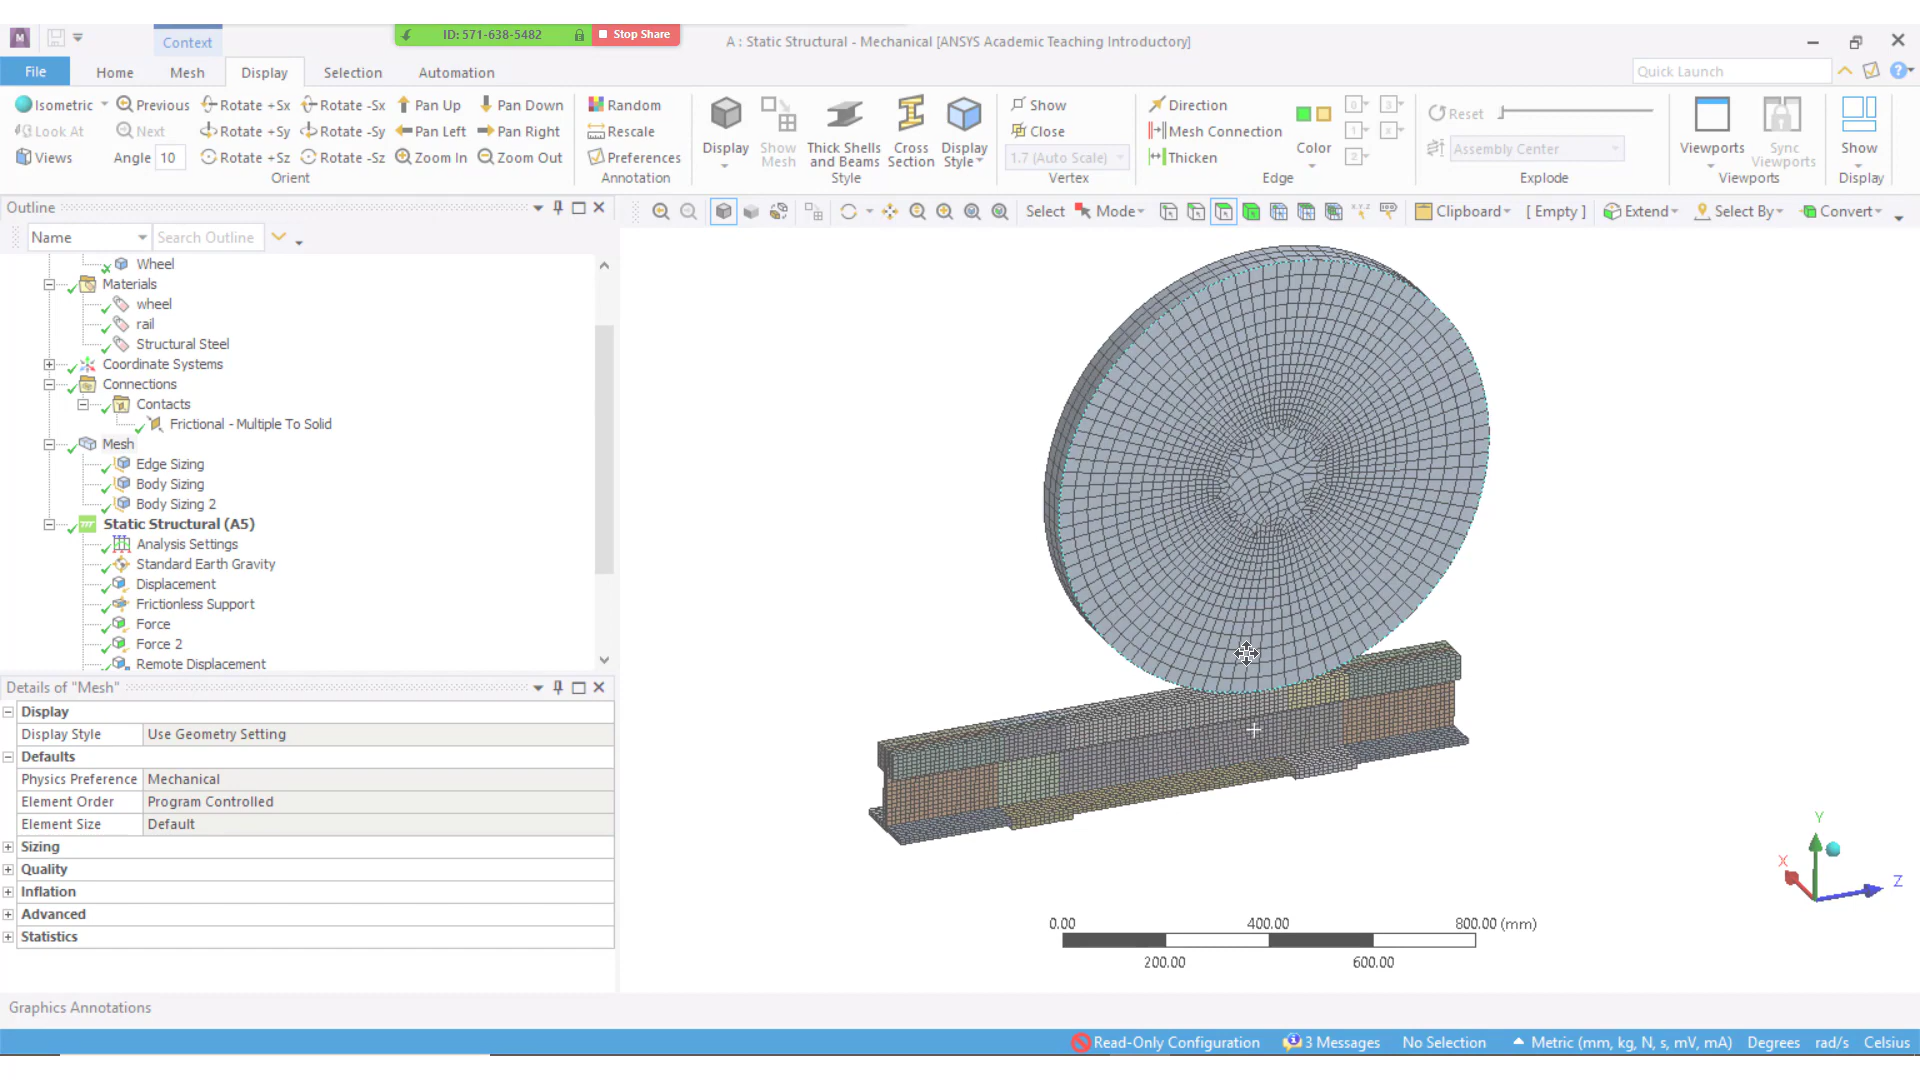 M
Context
ID: 571-638-5482
Stop Share
A : Static Structural - Mechanical [ANSYS Academic Teaching Introductory]
File Home Mesh Display Selection Automation
Quick Launch
Isometric Previous Rotate +Sx Rotate -Sx Pan Up Pan Down
Look At Next Rotate +Sy Rotate -Sy Pan Left Pan Right
Views Angle 10 Rotate +Sz Rotate -Sz Zoom In Zoom Out
Orient
Random
Rescale
Preferences
Annotation
Display
Show Mesh
Thick Shells and Beams
Cross Section
Display Style
Style
Show
Close
1.7 (Auto Scale)
Vertex
Direction
Mesh Connection
Thicken
Color
Edge
Reset
Assembly Center
Explode
Viewports
Sync Viewports
Viewports
Show
Display
Outline
Select Mode Clipboard [ Empty ] Extend Select By Convert
Name Search Outline
Wheel
Materials
wheel
rail
Structural Steel
Coordinate Systems
Connections
Contacts
Frictional - Multiple To Solid
Mesh
Edge Sizing
Body Sizing
Body Sizing 2
Static Structural (A5)
Analysis Settings
Standard Earth Gravity
Displacement
Frictionless Support
Force
Force 2
Remote Displacement
Details of "Mesh"
Display
Display Style Use Geometry Setting
Defaults
Physics Preference Mechanical
Element Order Program Controlled
Element Size Default
Sizing
Quality
Inflation
Advanced
Statistics
Y
X
Z
0.00 400.00 800.00 (mm)
200.00 600.00
Graphics Annotations
Read-Only Configuration 3 Messages No Selection Metric (mm, kg, N, s, mV, mA) Degrees rad/s Celsius